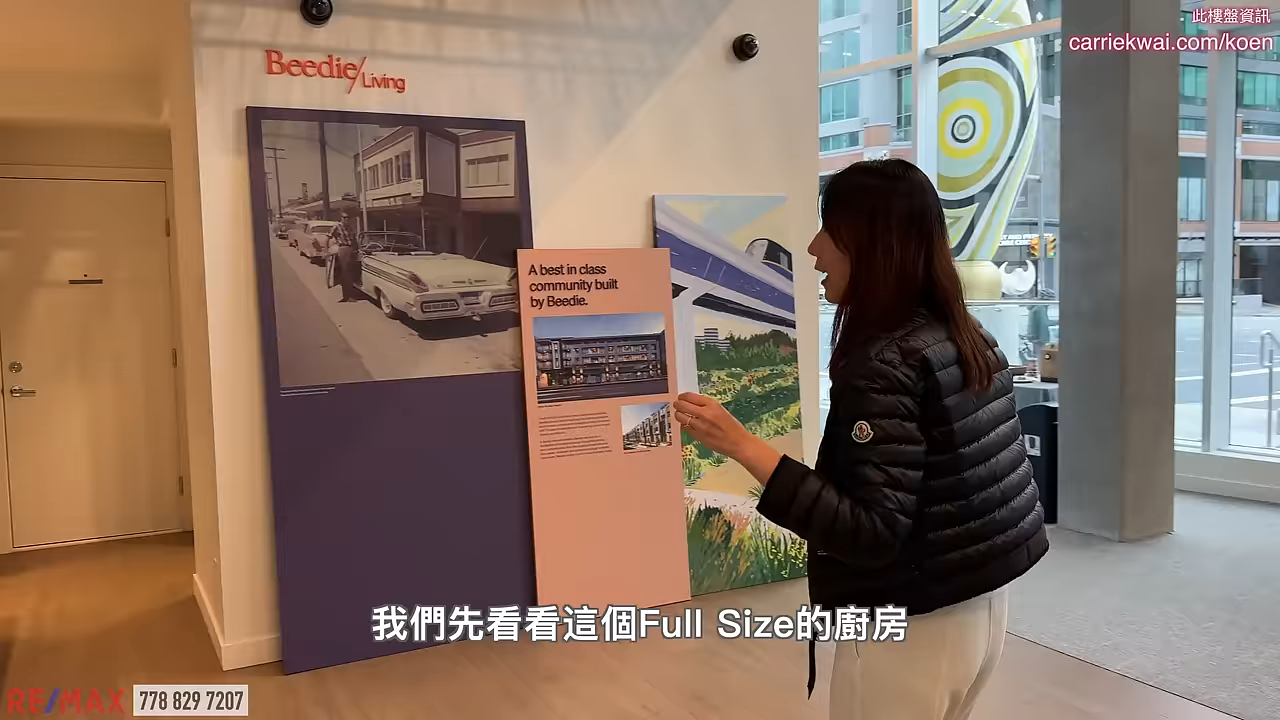 此樓盤資訊
carriekwai.com/koen
Beedie/Living
A best in class
community built
by Beedie.
我們先看看這個Full Size的廚房
RE/MAX
778 829 7207